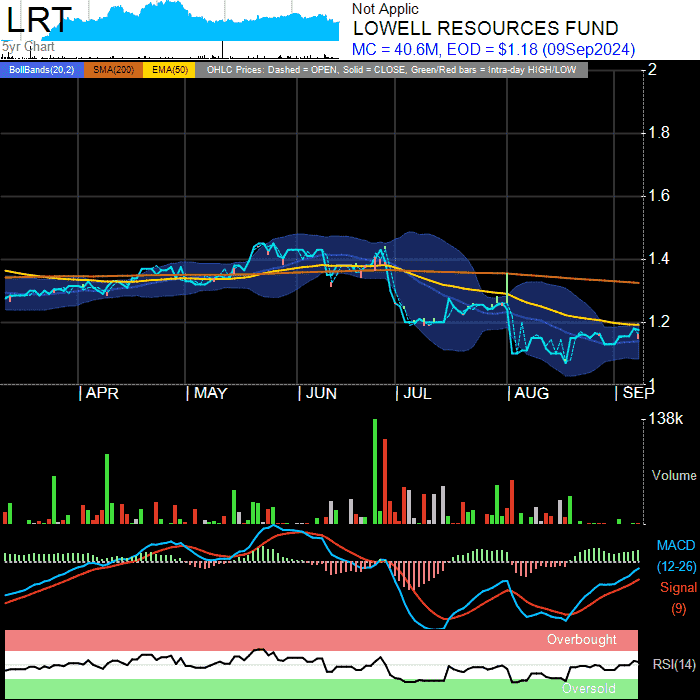 LRT
Not Applic
LOWELL RESOURCES FUND
MC = 40.6M, EOD = $1.18 (09Sep2024)
5yr Chart
BollBands(20,2) SMA(200) EMA(50) OHLC Prices: Dashed = OPEN, Solid = CLOSE, Green/Red bars = Intra-day HIGH/LOW
2
1.8
1.6
1.4
1.2
1
APR MAY JUN JUL AUG SEP
138k
Volume
MACD
(12-26)
Signal
(9)
Overbought
RSI(14)
Oversold